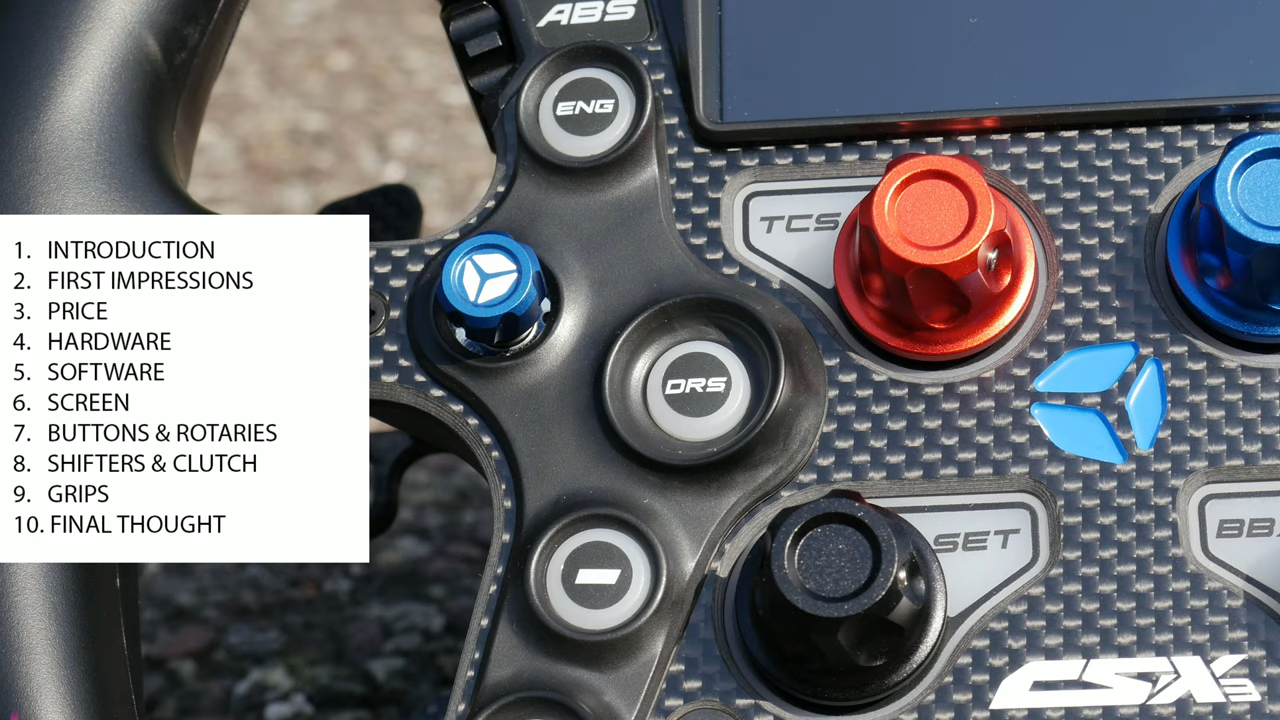 ABS
ENG
TCS
1. INTRODUCTION
2. FIRST IMPRESSIONS
3. PRICE
4. HARDWARE
5. SOFTWARE
6. SCREEN
7. BUTTONS & ROTARIES
8. SHIFTERS & CLUTCH
9. GRIPS
10. FINAL THOUGHT
DRS
SET
BB
CSX3